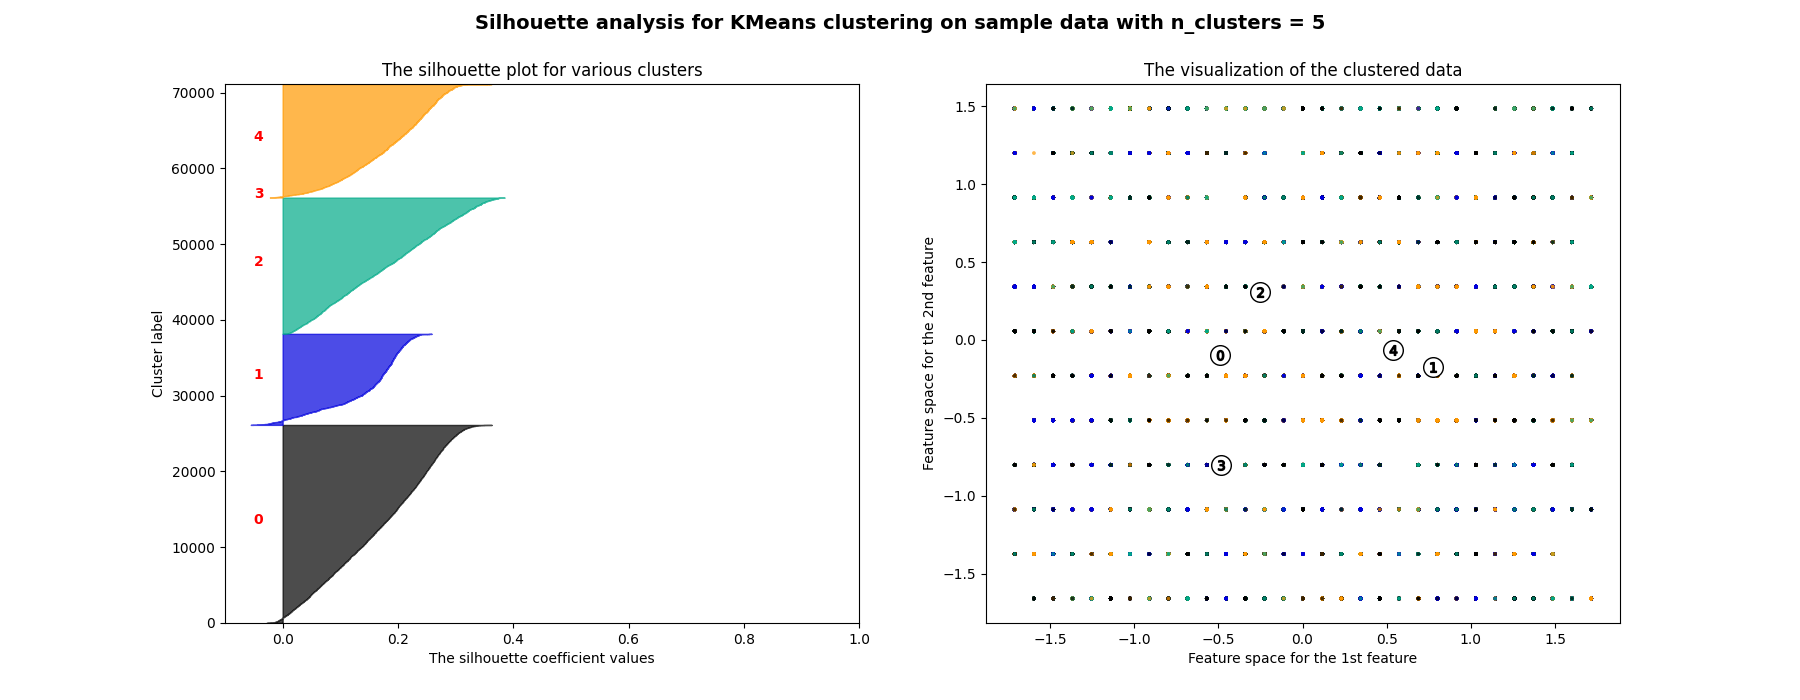 Silhouette analysis for KMeans clustering on sample data with n_clusters = 5
The silhouette plot for various clusters
70000
60000
50000
40000
30000
20000
10000
0
Cluster label
4
3
2
1
0
0.0 0.2 0.4 0.6 0.8 1.0
The silhouette coefficient values
The visualization of the clustered data
1.5
1.0
0.5
0.0
−0.5
−1.0
−1.5
Feature space for the 2nd feature
2
0
4
1
3
−1.5 −1.0 −0.5 0.0 0.5 1.0 1.5
Feature space for the 1st feature